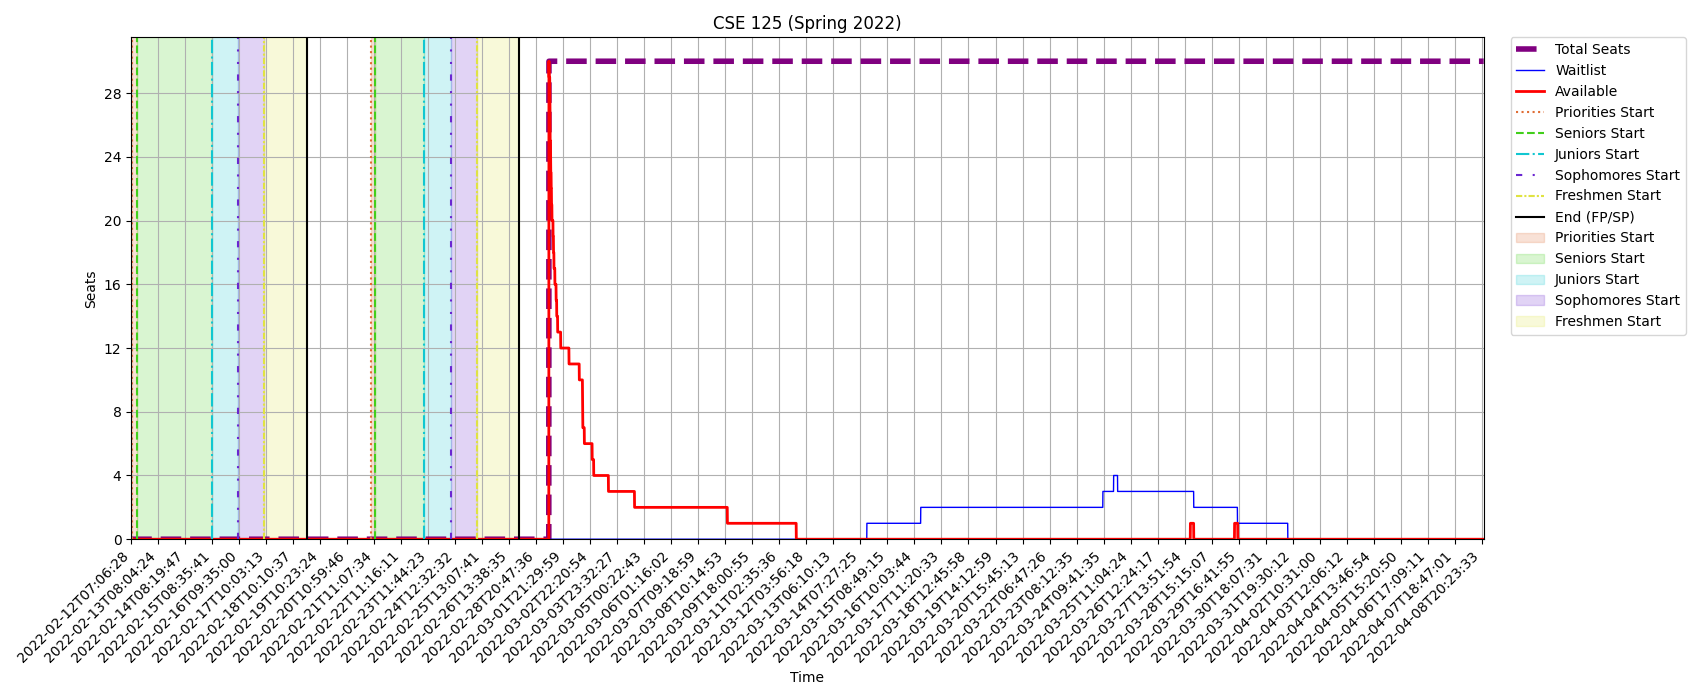 CSE 125 (Spring 2022)
Total Seats
Waitlist
Available
Priorities Start
Seniors Start
Juniors Start
Sophomores Start
Freshmen Start
End (FP/SP)
Priorities Start
Seniors Start
Juniors Start
Sophomores Start
Freshmen Start
Seats
28
24
20
16
12
8
4
0
2022-02-12T07:06:28
2022-02-13T08:04:24
2022-02-14T08:19:47
2022-02-15T08:35:41
2022-02-16T09:35:00
2022-02-17T10:03:13
2022-02-18T10:10:37
2022-02-19T10:23:24
2022-02-20T10:59:46
2022-02-21T11:07:34
2022-02-22T11:16:11
2022-02-23T11:44:23
2022-02-24T12:32:32
2022-02-25T13:07:41
2022-02-26T13:38:35
2022-02-28T20:47:36
2022-03-01T21:29:59
2022-03-02T22:20:54
2022-03-03T23:32:27
2022-03-05T00:22:43
2022-03-06T01:16:02
2022-03-07T09:18:59
2022-03-08T10:14:53
2022-03-09T18:00:55
2022-03-11T02:35:36
2022-03-12T03:56:18
2022-03-13T06:10:13
2022-03-14T07:27:25
2022-03-15T08:49:15
2022-03-16T10:03:44
2022-03-17T11:20:33
2022-03-18T12:45:58
2022-03-19T14:12:59
2022-03-20T15:45:13
2022-03-22T06:47:26
2022-03-23T08:12:35
2022-03-24T09:41:35
2022-03-25T11:04:24
2022-03-26T12:24:17
2022-03-27T13:51:54
2022-03-28T15:15:07
2022-03-29T16:41:55
2022-03-30T18:07:31
2022-03-31T19:30:12
2022-04-02T10:31:00
2022-04-03T12:06:12
2022-04-04T13:46:54
2022-04-05T15:20:50
2022-04-06T17:09:11
2022-04-07T18:47:01
2022-04-08T20:23:33
Time